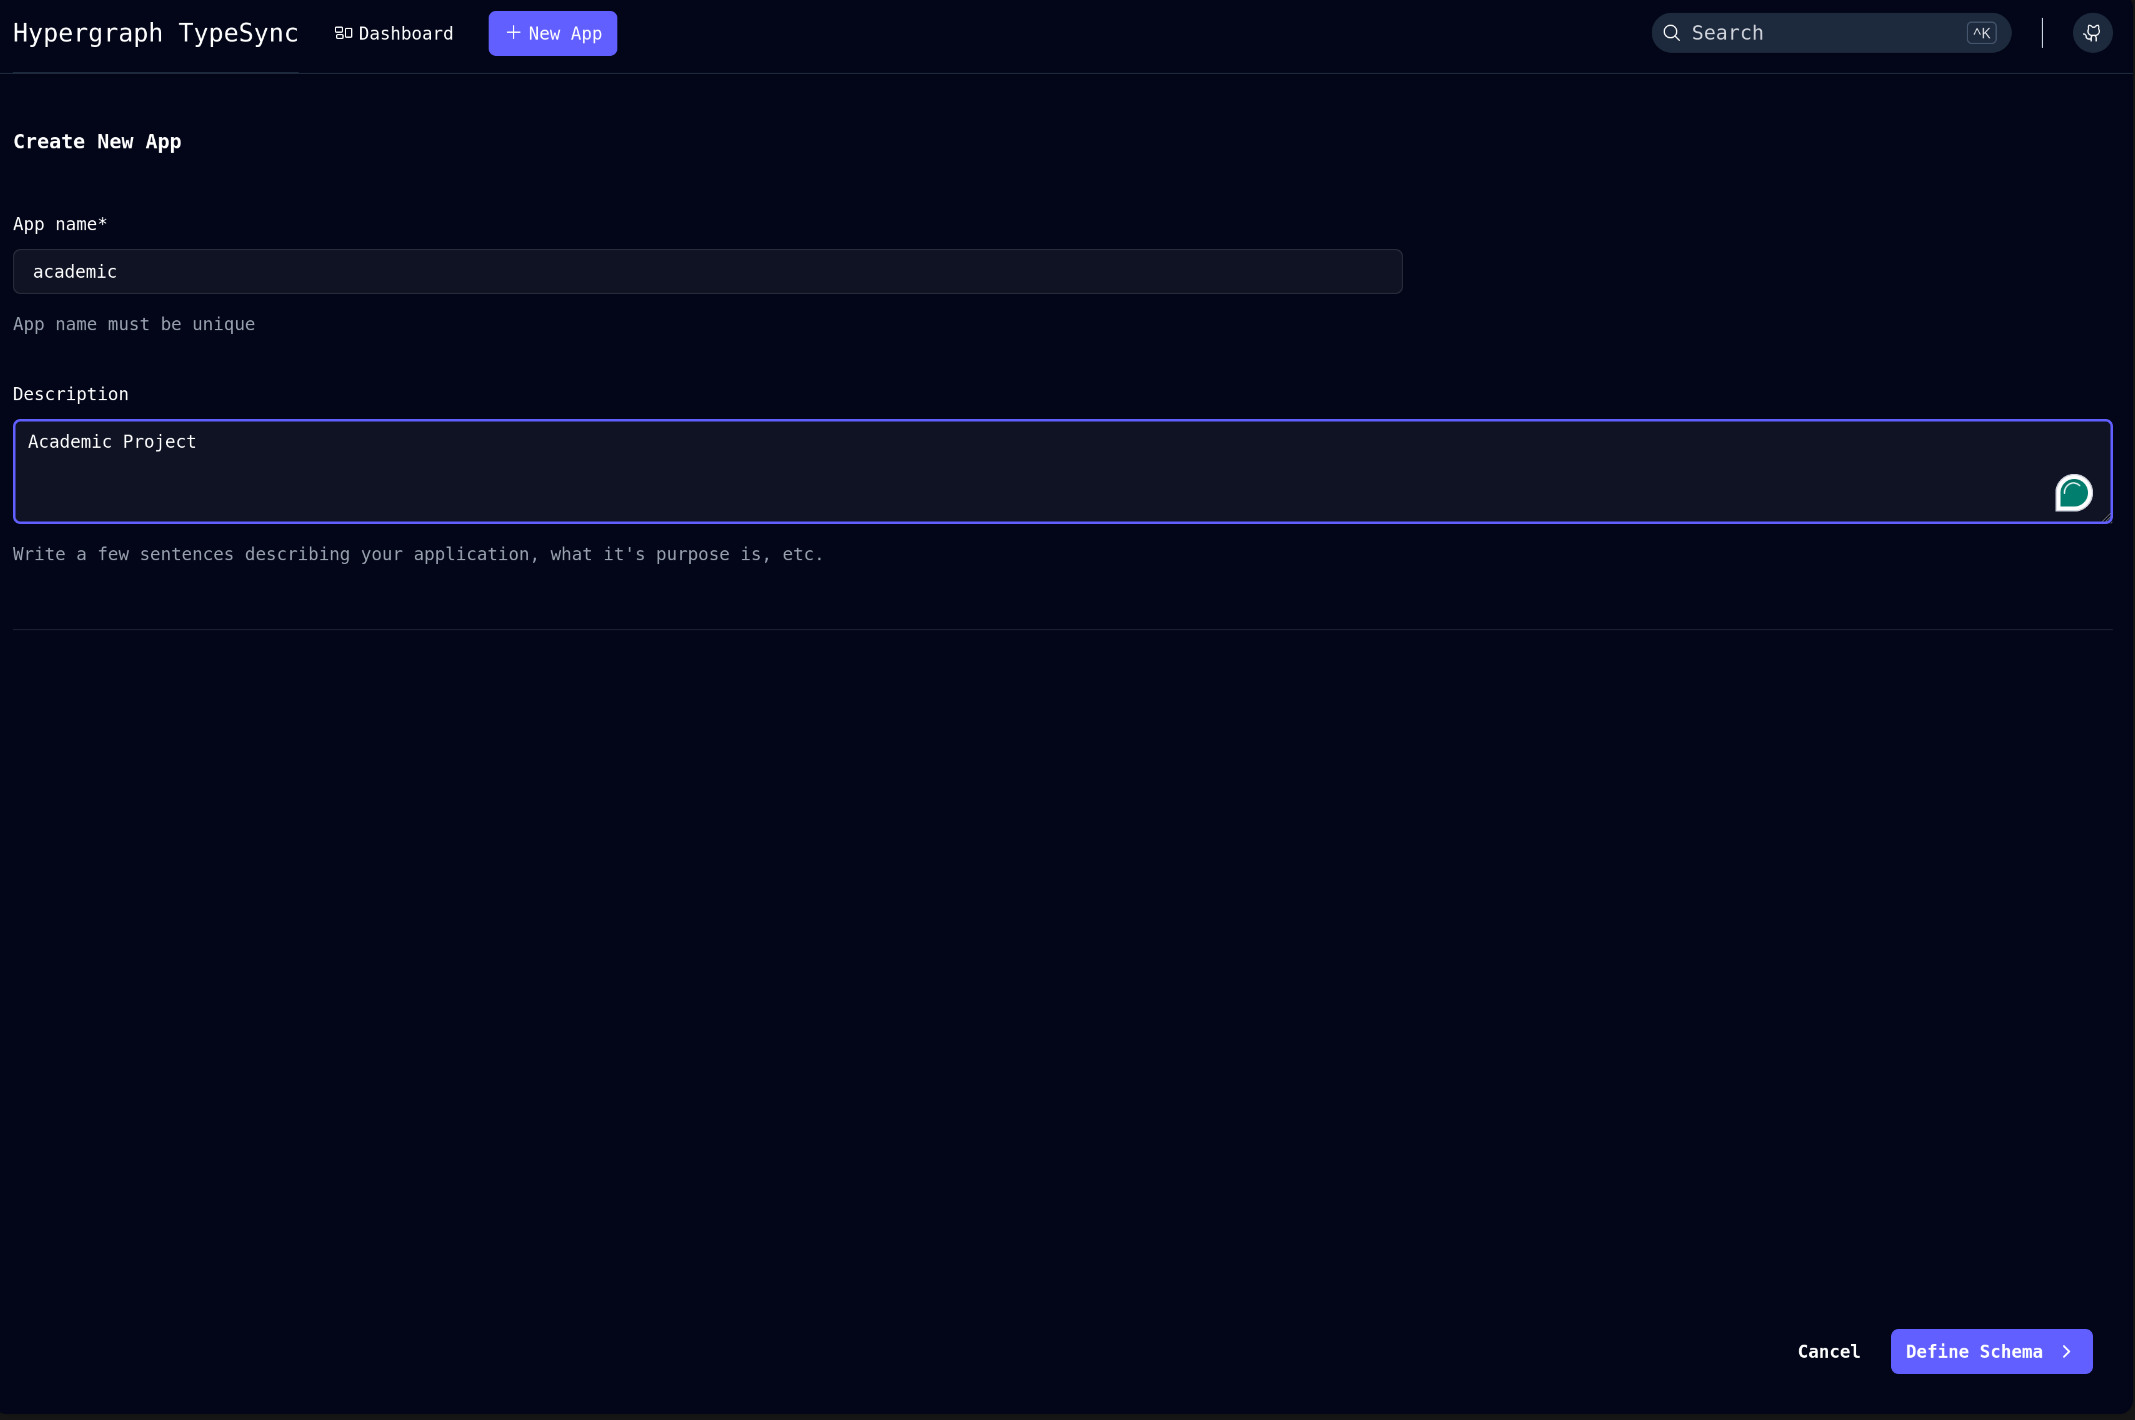 Hypergraph TypeSync
Dashboard
New App
Search
^K
Create New App
App name*
academic
App name must be unique
Description
Academic Project
Write a few sentences describing your application, what it's purpose is, etc.
Cancel
Define Schema